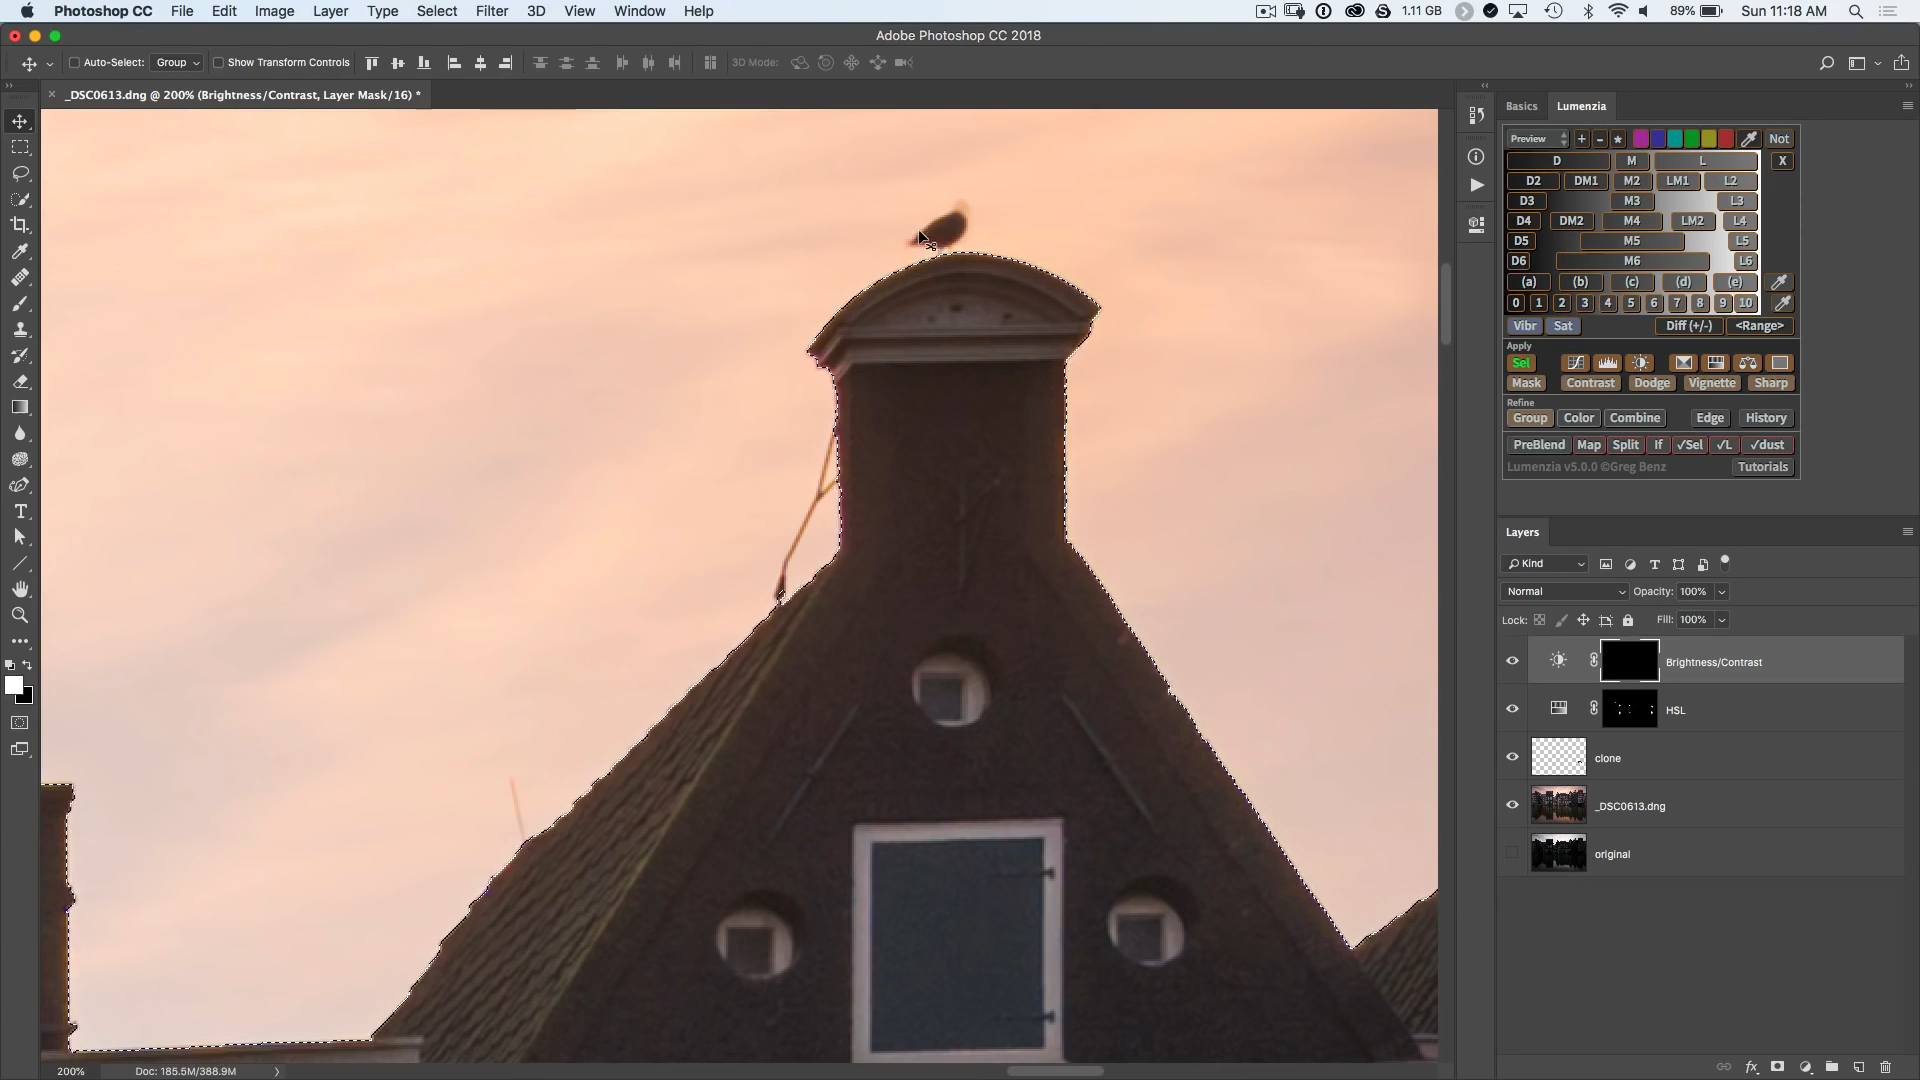 Photoshop CC File Edit Image Layer Type Select Filter 3D View Window Help 1.11 GB 89% Sun 11:18 AM
Adobe Photoshop CC 2018
Auto-Select: Group Show Transform Controls 3D Mode:
_DSC0613.dng @ 200% (Brightness/Contrast, Layer Mask/16) *
Basics Lumenzia
Preview + - * Not
D M L X
D2 DM1 M2 LM1 L2
D3 M3 L3
D4 DM2 M4 LM2 L4
D5 M5 L5
D6 M6 L6
(a) (b) (c) (d) (e)
0 1 2 3 4 5 6 7 8 9 10
Vibr Sat Diff (+/-) <Range>
Apply
Sel
Mask Contrast Dodge Vignette Sharp
Refine
Group Color Combine Edge History
PreBlend Map Split If √Sel √L √dust
Lumenzia v5.0.0 ©Greg Benz Tutorials
Layers
Kind
Normal Opacity: 100%
Lock: Fill: 100%
Brightness/Contrast
HSL
clone
_DSC0613.dng
original
200% Doc: 185.5M/388.9M
fx